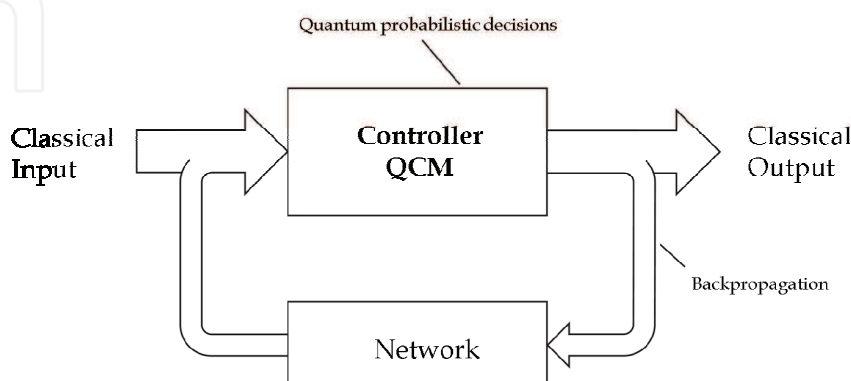 Quantum probabilistic decisions
Classical
Input
Controller
QCM
Classical
Output
Backpropagation
Network